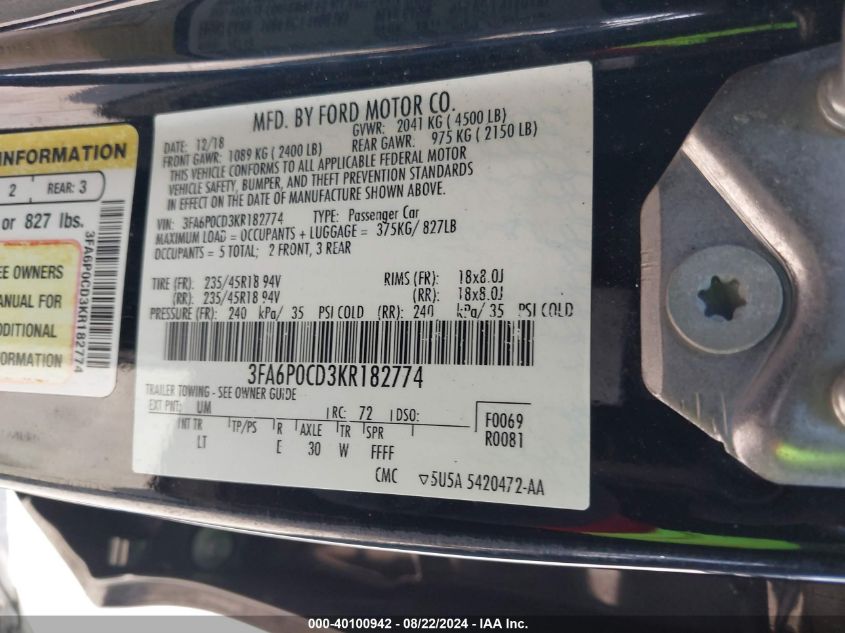 INFORMATION
2
REAR: 3
or 827 lbs.
EE OWNERS
ANUAL FOR
DDITIONAL
FORMATION
3FA6P0CD3KR182774
MFD. BY FORD MOTOR CO.
DATE: 12/18 GVWR: 2041 KG ( 4500 LB)
FRONT GAWR: 1089 KG ( 2400 LB) REAR GAWR: 975 KG ( 2150 LB)
THIS VEHICLE CONFORMS TO ALL APPLICABLE FEDERAL MOTOR
VEHICLE SAFETY, BUMPER, AND THEFT PREVENTION STANDARDS
IN EFFECT ON THE DATE OF MANUFACTURE SHOWN ABOVE.
VIN: 3FA6P0CD3KR182774 TYPE: Passenger Car
MAXIMUM LOAD = OCCUPANTS + LUGGAGE = 375KG/ 827LB
OCCUPANTS = 5 TOTAL; 2 FRONT, 3 REAR
TIRE (FR): 235/45R18 94V RIMS (FR): 18x8.0J
(RR): 235/45R18 94V (RR): 18x8.0J
PRESSURE (FR): 240 kPa/ 35 PSI COLD (RR): 240 kPa/ 35 PSI COLD
3FA6P0CD3KR182774
TRAILER TOWING - SEE OWNER GUIDE
EXT PNT: UM RC: 72 DSO: F0069
INT TR TP/PS R AXLE TR SPR R0081
LT E 30 W FFFF
CMC ▽5U5A 5420472-AA
000-40100942 - 08/22/2024 - IAA Inc.